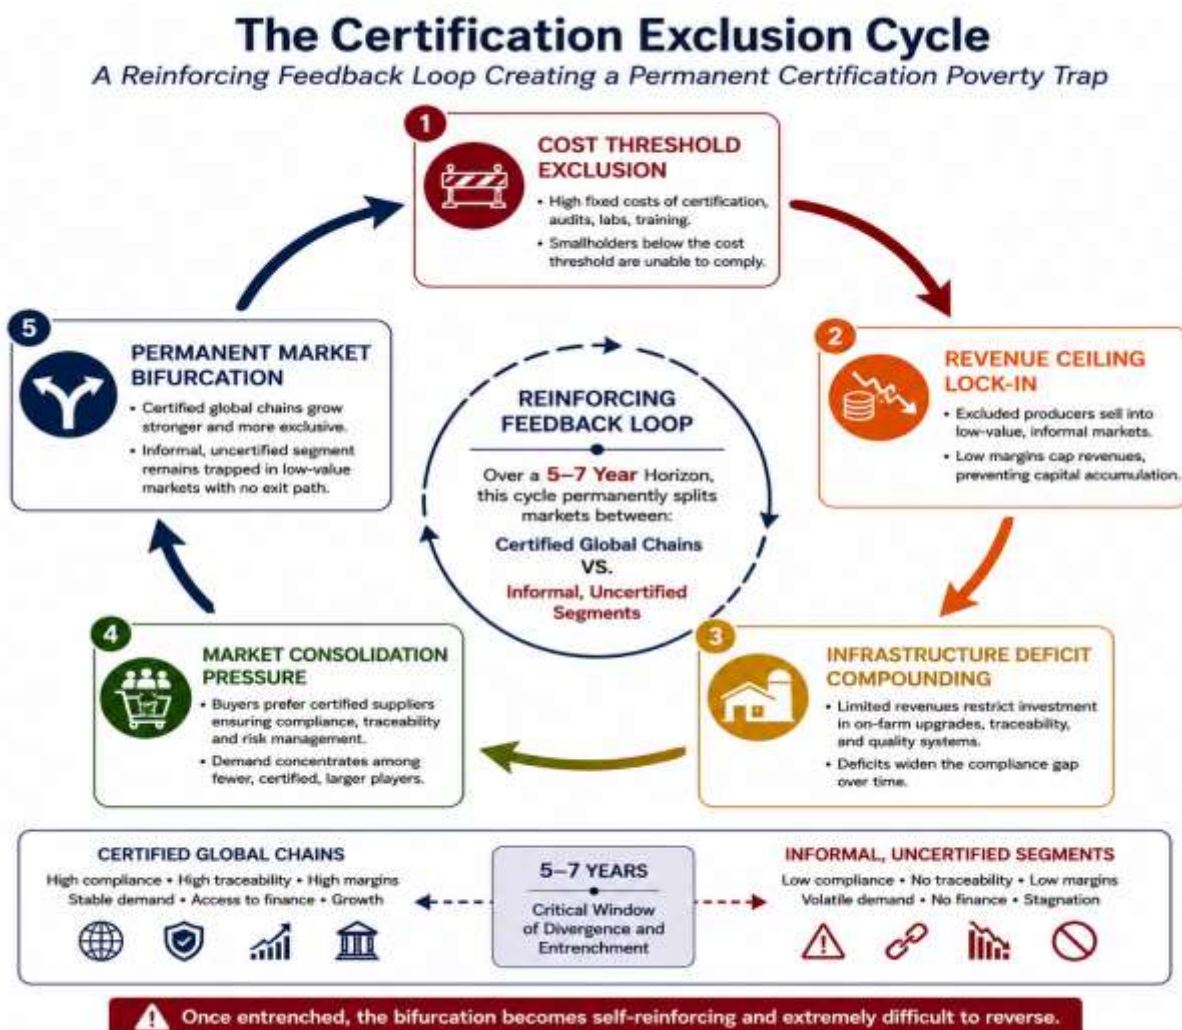 The Certification Exclusion Cycle
A Reinforcing Feedback Loop Creating a Permanent Certification Poverty Trap
1
COST THRESHOLD
EXCLUSION
• High fixed costs of certification,
audits, labs, training.
• Smallholders below the cost
threshold are unable to comply.
2
REVENUE CEILING
LOCK-IN
• Excluded producers sell into
low-value, informal markets.
• Low margins cap revenues,
preventing capital accumulation.
3
INFRASTRUCTURE DEFICIT
COMPOUNDING
• Limited revenues restrict investment
in on-farm upgrades, traceability,
and quality systems.
• Deficits widen the compliance gap
over time.
4
MARKET CONSOLIDATION
PRESSURE
• Buyers prefer certified suppliers
ensuring compliance, traceability
and risk management.
• Demand concentrates among
fewer, certified, larger players.
5
PERMANENT MARKET
BIFURCATION
• Certified global chains grow
stronger and more exclusive.
• Informal, uncertified segment
remains trapped in low-value
markets with no exit path.
REINFORCING
FEEDBACK LOOP
Over a 5–7 Year Horizon,
this cycle permanently splits
markets between:
Certified Global Chains
VS.
Informal, Uncertified
Segments
CERTIFIED GLOBAL CHAINS
High compliance • High traceability • High margins
Stable demand • Access to finance • Growth
5–7 YEARS
Critical Window
of Divergence and
Entrenchment
INFORMAL, UNCERTIFIED SEGMENTS
Low compliance • No traceability • Low margins
Volatile demand • No finance • Stagnation
Once entrenched, the bifurcation becomes self-reinforcing and extremely difficult to reverse.